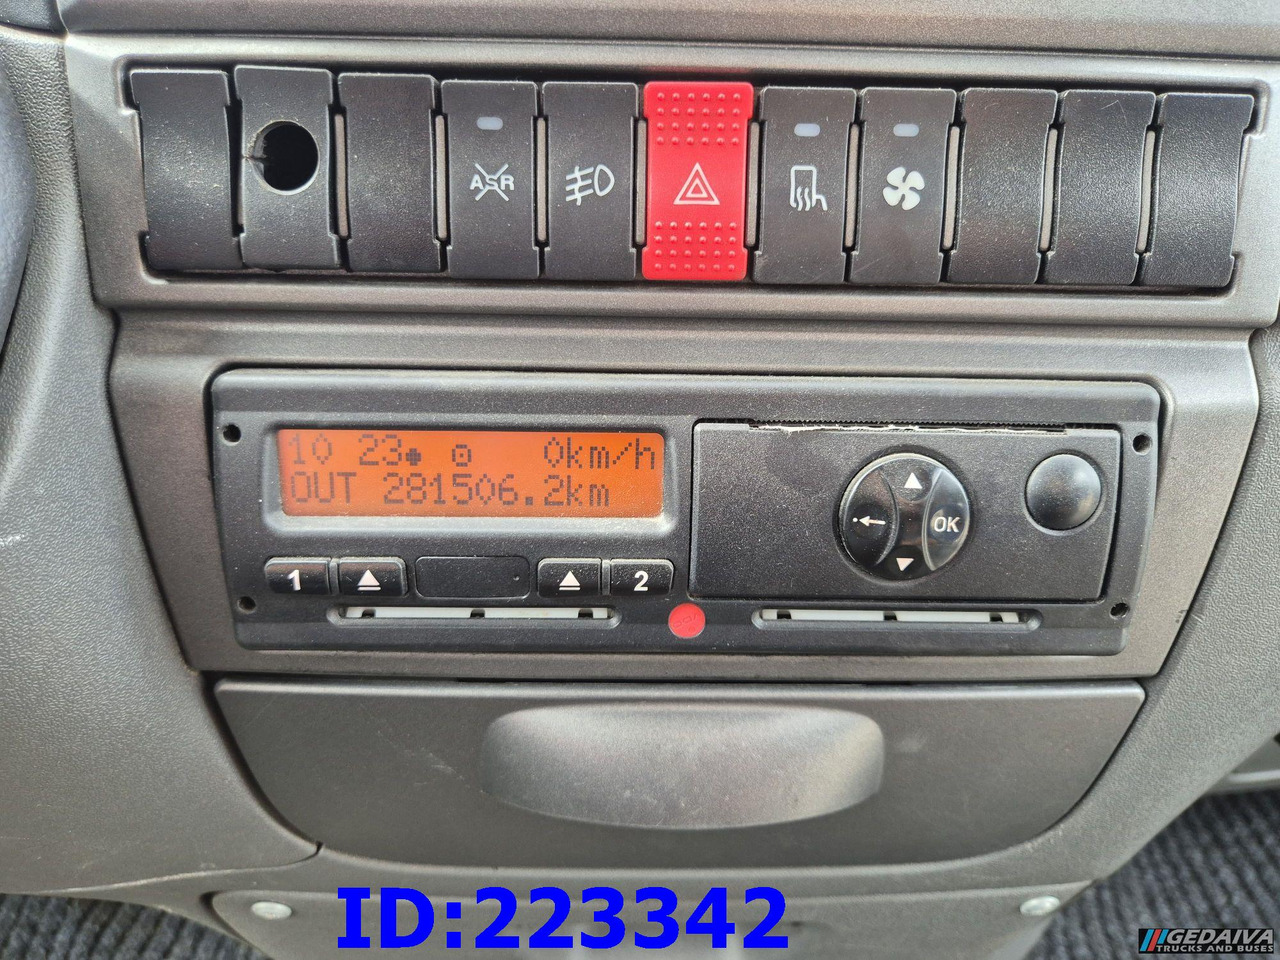 ASR
10 23 0km/h
OUT 281506.2km
OK
1 2
ID:223342
GEDAIVA
TRUCKS AND BUSES